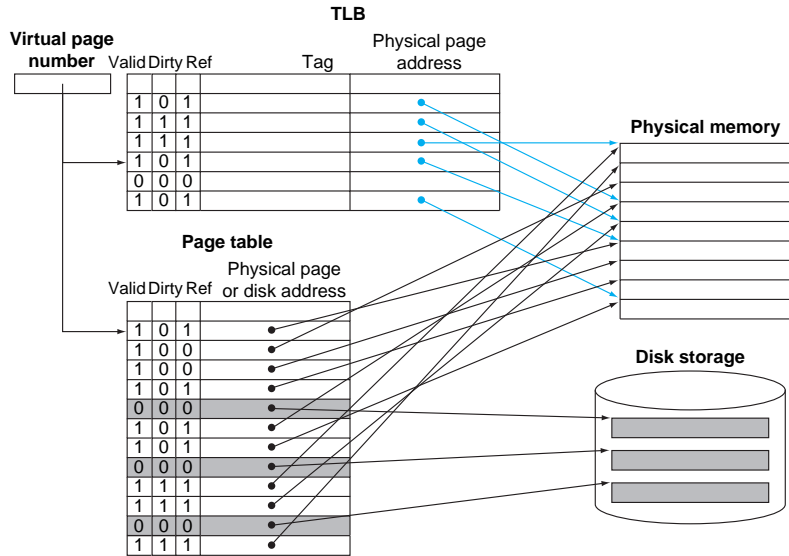 TLB
Virtual page
number
Valid Dirty Ref
Tag
Physical page
address
1 0 1
1 1 1
1 1 1
1 0 1
0 0 0
1 0 1
Physical memory
Page table
Valid Dirty Ref
Physical page
or disk address
1 0 1
1 0 0
1 0 0
1 0 1
0 0 0
1 0 1
1 0 1
0 0 0
1 1 1
1 1 1
0 0 0
1 1 1
Disk storage